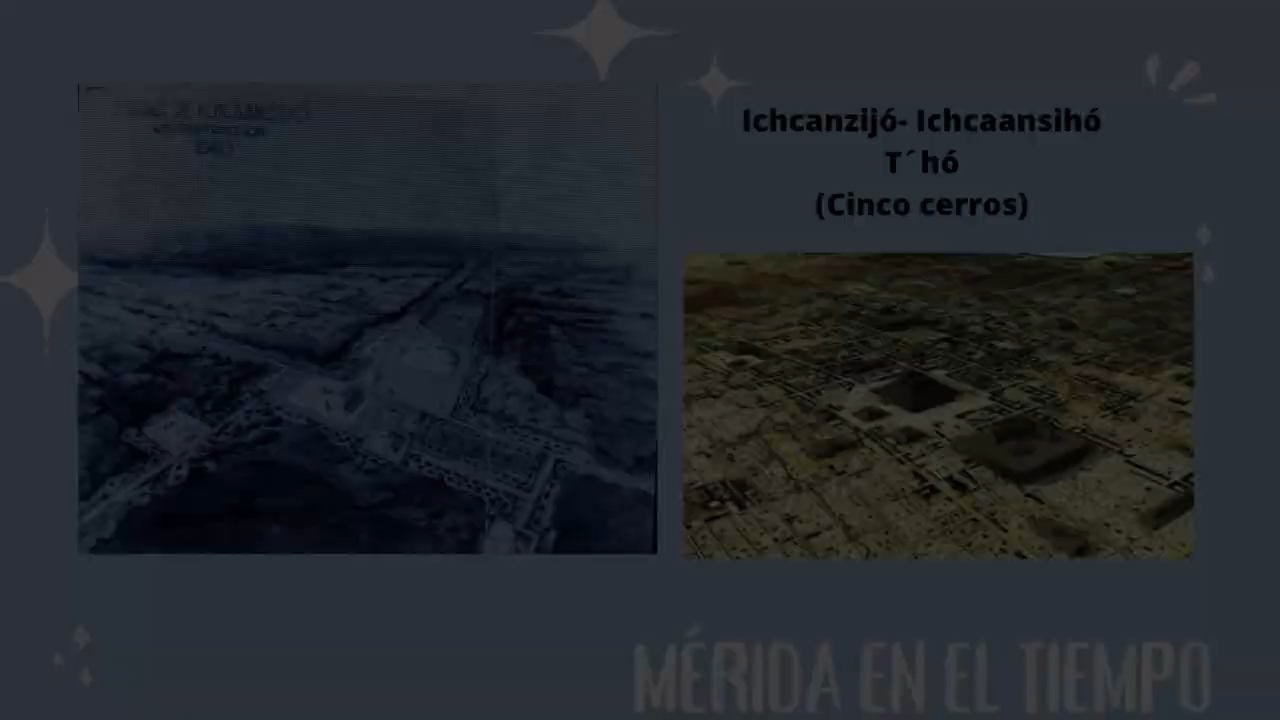 Ichcanzijó- Ichcaansihó
T´hó
(Cinco cerros)
MÉRIDA EN EL TIEMPO